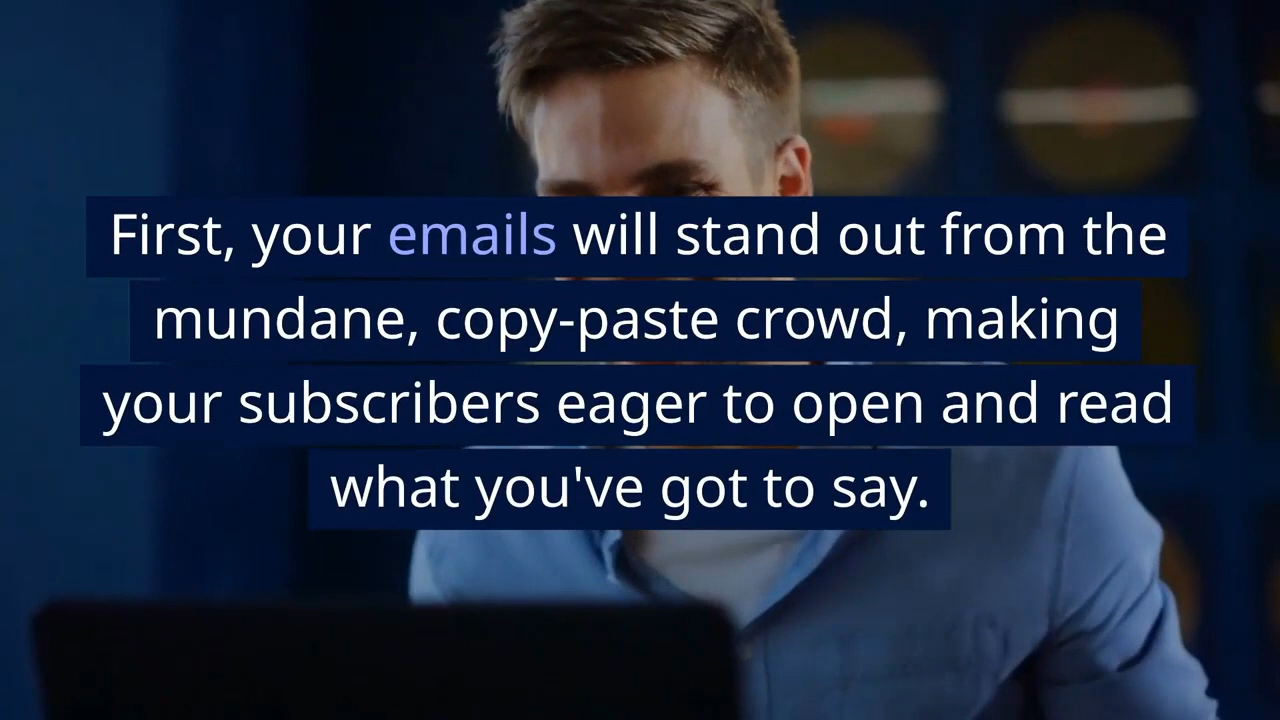 First, your emails will stand out from the
mundane, copy-paste crowd, making
your subscribers eager to open and read
what you've got to say.